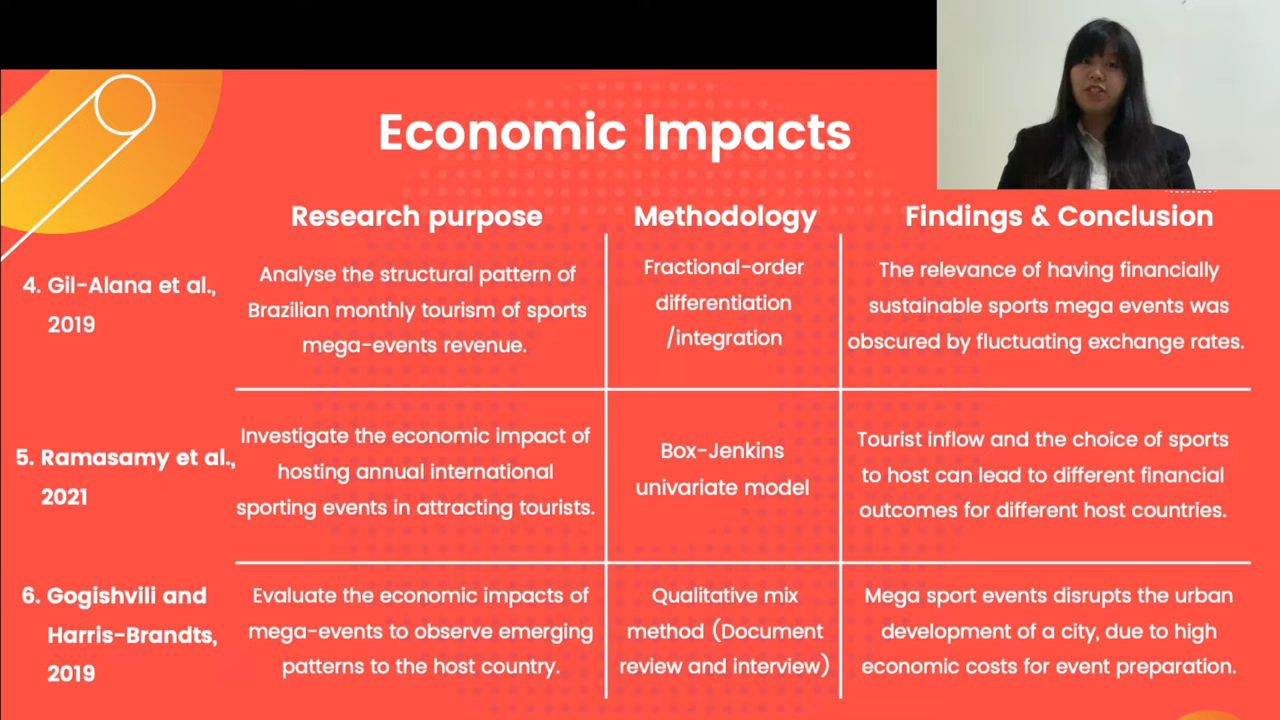 Economic Impacts
Research purpose
Methodology
Findings & Conclusion
4. Gil-Alana et al.,
2019
Analyse the structural pattern of
Brazilian monthly tourism of sports
mega-events revenue.
Fractional-order
differentiation
/integration
The relevance of having financially
sustainable sports mega events was
obscured by fluctuating exchange rates.
5. Ramasamy et al.,
2021
Investigate the economic impact of
hosting annual international
sporting events in attracting tourists.
Box-Jenkins
univariate model
Tourist inflow and the choice of sports
to host can lead to different financial
outcomes for different host countries.
6. Gogishvili and
Harris-Brandts,
2019
Evaluate the economic impacts of
mega-events to observe emerging
patterns to the host country.
Qualitative mix
method (Document
review and interview)
Mega sport events disrupts the urban
development of a city, due to high
economic costs for event preparation.